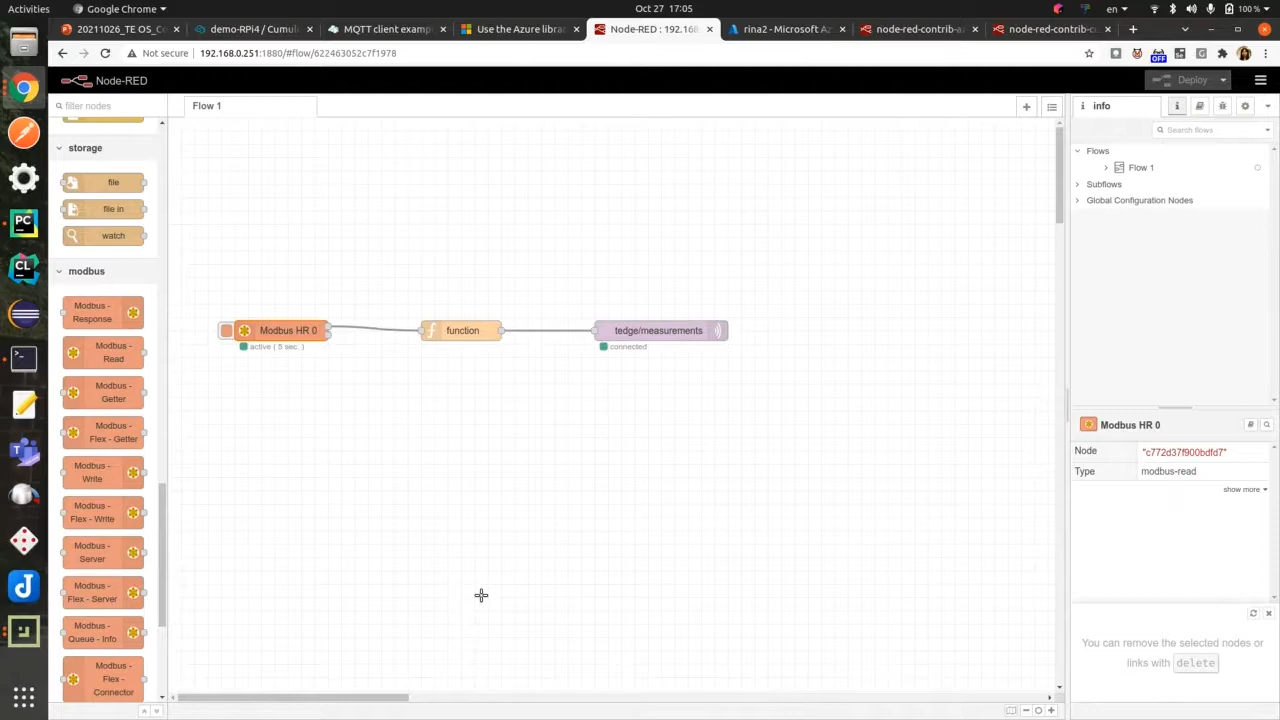 Activities
Google Chrome
Oct 27 17:05
en
100 %
20211026_TE OS_C
demo-RPi4 / Cumul
MQTT client examp
Use the Azure libra
Node-RED : 192.168
rina2 - Microsoft Az
node-red-contrib-a
node-red-contrib-c
Not secure
192.168.0.251:1880/#flow/622463052c7f1978
OFF
Node-RED
Deploy
filter nodes
Flow 1
info
Search flows
storage
file
file in
watch
modbus
Modbus -
Response
Modbus -
Read
Modbus -
Getter
Modbus -
Flex - Getter
Modbus -
Write
Modbus -
Flex - Write
Modbus -
Server
Modbus -
Flex - Server
Modbus -
Queue - Info
Modbus -
Flex -
Connector
Modbus HR 0
active ( 5 sec. )
function
tedge/measurements
connected
Flows
Flow 1
Subflows
Global Configuration Nodes
Modbus HR 0
Node
"c772d37f900bdfd7"
Type
modbus-read
show more
You can remove the selected nodes or
links with delete